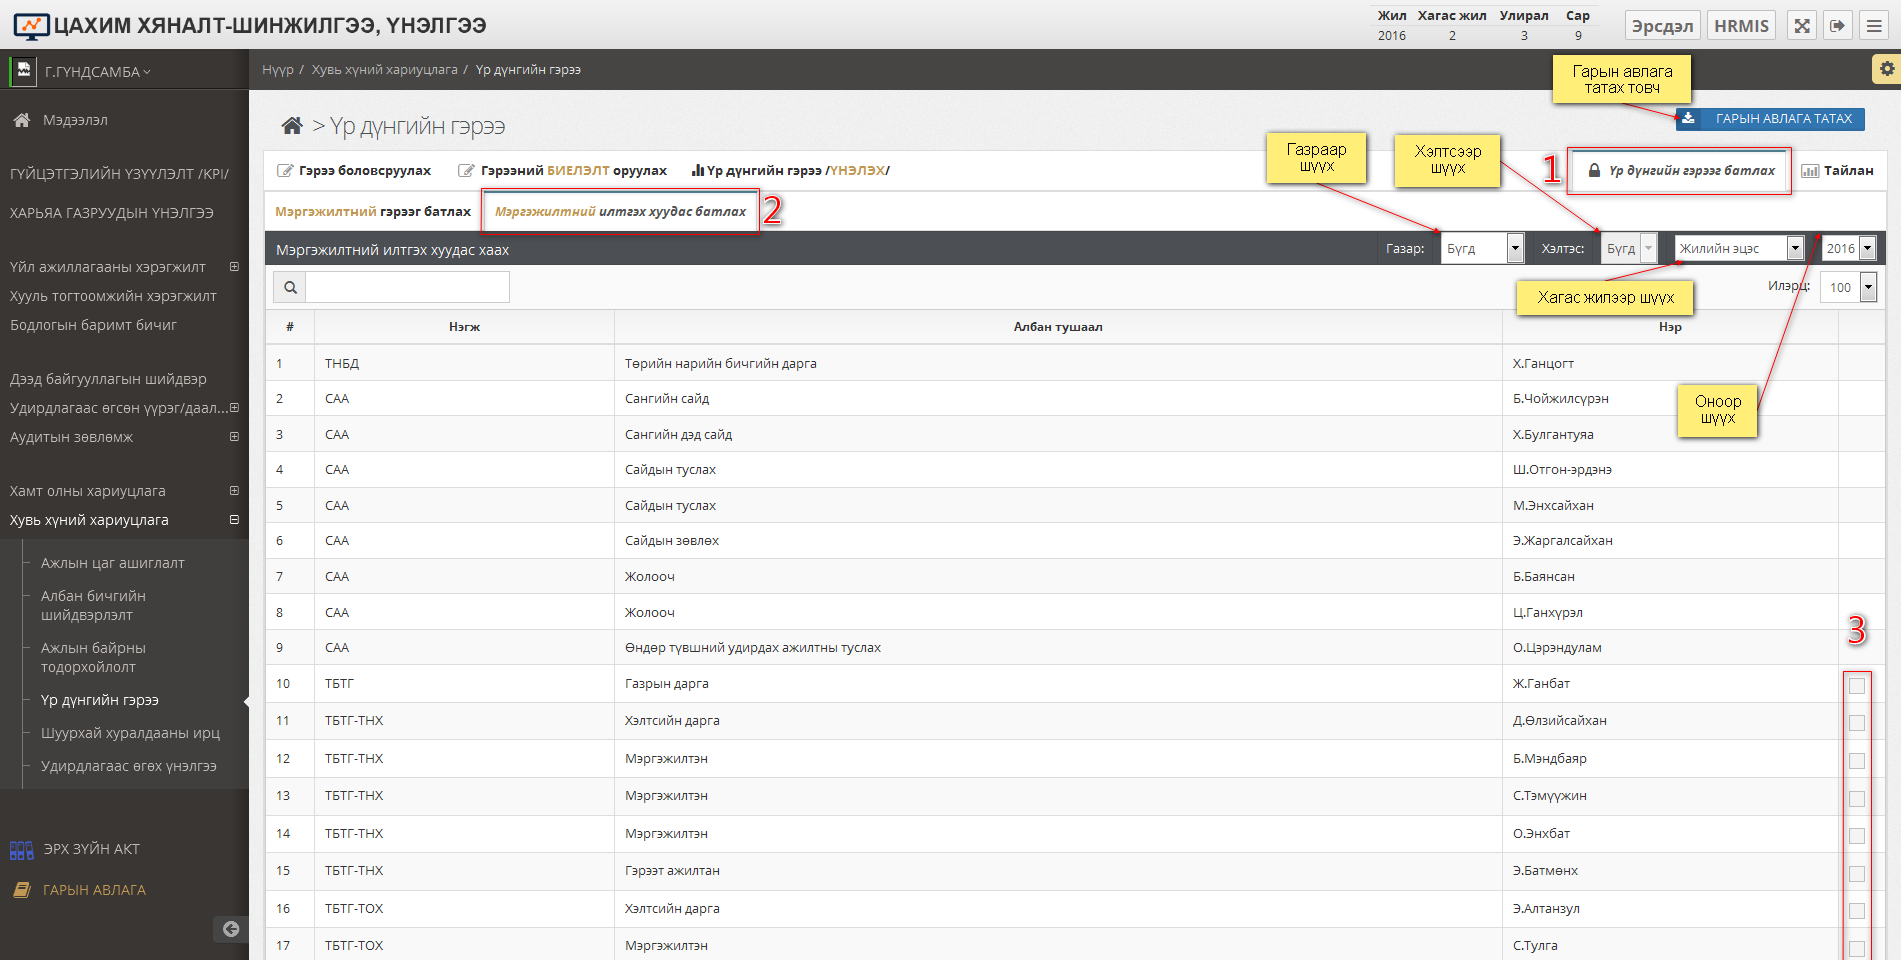 ЦАХИМ ХЯНАЛТ-ШИНЖИЛГЭЭ, ҮНЭЛГЭЭ
Жил Хагас жил Улирал Сар
2016 2 3 9
Эрсдэл HRMIS
Г.ГҮНДСАМБА
Нүүр / Хувь хүний хариуцлага / Үр дүнгийн гэрээ
Гарын авлага
татах товч
Мэдээлэл
ГҮЙЦЭТГЭЛИЙН ҮЗҮҮЛЭЛТ /KPI/
ХАРЬЯА ГАЗРУУДЫН ҮНЭЛГЭЭ
Үйл ажиллагааны хэрэгжилт
Хууль тогтоомжийн хэрэгжилт
Бодлогын баримт бичиг
Дээд байгууллагын шийдвэр
Удирдлагаас өгсөн үүрэг/даал...
Аудитын зөвлөмж
Хамт олны хариуцлага
Хувь хүний хариуцлага
Ажлын цаг ашиглалт
Албан бичгийн
шийдвэрлэлт
Ажлын байрны
тодорхойлолт
Үр дүнгийн гэрээ
Шуурхай хуралдааны ирц
Удирдлагаас өгөх үнэлгээ
ЭРХ ЗҮЙН АКТ
ГАРЫН АВЛАГА
> Үр дүнгийн гэрээ
ГАРЫН АВЛАГА ТАТАХ
Газраар
шүүх
Хэлтсээр
шүүх
1
Гэрээ боловсруулах Гэрээний БИЕЛЭЛТ оруулах Үр дүнгийн гэрээ /ҮНЭЛЭХ/ Үр дүнгийн гэрээг батлах Тайлан
Мэргэжилтний гэрээг батлах Мэргэжилтний илтгэх хуудас батлах 2
Мэргэжилтний илтгэх хуудас хаах Газар: Бүгд Хэлтэс: Бүгд Жилийн эцэс 2016
Хагас жилээр шүүх
Илэрц: 100
# Нэгж Албан тушаал Нэр
1 ТНБД Төрийн нарийн бичгийн дарга Х.Ганцогт
2 САА Сангийн сайд Б.Чойжилсүрэн
Оноор
шүүх
3 САА Сангийн дэд сайд Х.Булгантуяа
4 САА Сайдын туслах Ш.Отгон-эрдэнэ
5 САА Сайдын туслах М.Энхсайхан
6 САА Сайдын зөвлөх Э.Жаргалсайхан
7 САА Жолооч Б.Баянсан
8 САА Жолооч Ц.Ганхүрэл
3
9 САА Өндөр түвшний удирдах ажилтны туслах О.Цэрэндулам
10 ТБТГ Газрын дарга Ж.Ганбат
11 ТБТГ-ТНХ Хэлтсийн дарга Д.Өлзийсайхан
12 ТБТГ-ТНХ Мэргэжилтэн Б.Мэндбаяр
13 ТБТГ-ТНХ Мэргэжилтэн С.Тэмүүжин
14 ТБТГ-ТНХ Мэргэжилтэн О.Энхбат
15 ТБТГ-ТНХ Гэрээт ажилтан Э.Батмөнх
16 ТБТГ-ТОХ Хэлтсийн дарга Э.Алтанзул
17 ТБТГ-ТОХ Мэргэжилтэн С.Тулга